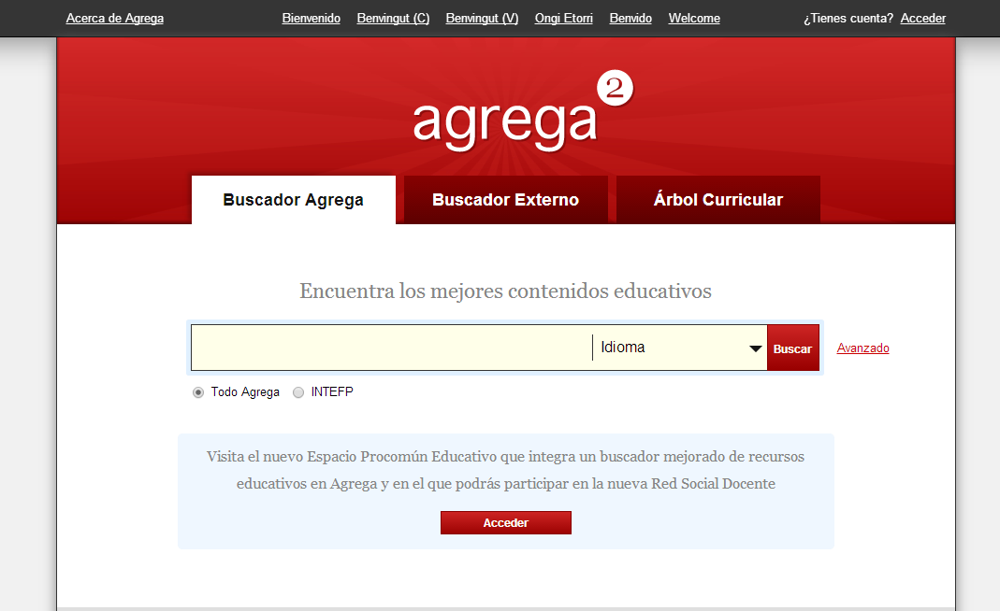 Acerca de Agrega Bienvenido Benvingut (C) Benvingut (V) Ongi Etorri Benvido Welcome ¿Tienes cuenta? Acceder
agrega 2
Buscador Agrega Buscador Externo Árbol Curricular
Encuentra los mejores contenidos educativos
Idioma Buscar Avanzado
Todo Agrega INTEFP
Visita el nuevo Espacio Procomún Educativo que integra un buscador mejorado de recursos
educativos en Agrega y en el que podrás participar en la nueva Red Social Docente
Acceder